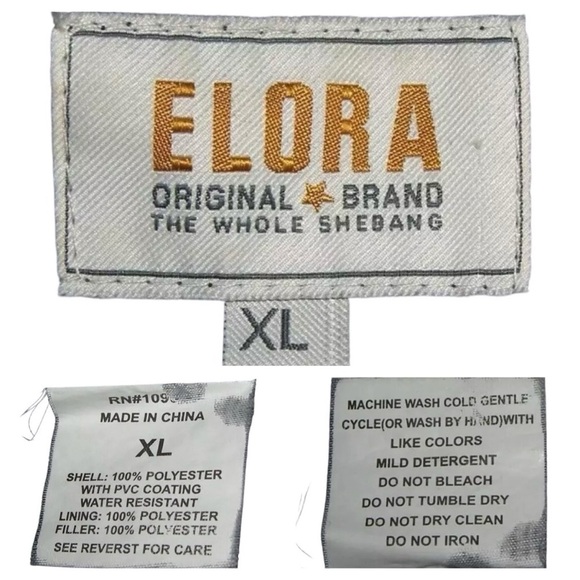 ELORA
ORIGINAL BRAND
THE WHOLE SHEBANG
XL
RN#109
MADE IN CHINA
XL
SHELL: 100% POLYESTER
WITH PVC COATING
WATER RESISTANT
LINING: 100% POLYESTER
FILLER: 100% POLYESTER
SEE REVERST FOR CARE
MACHINE WASH COLD GENTLE
CYCLE(OR WASH BY HAND)WITH
LIKE COLORS
MILD DETERGENT
DO NOT BLEACH
DO NOT TUMBLE DRY
DO NOT DRY CLEAN
DO NOT IRON